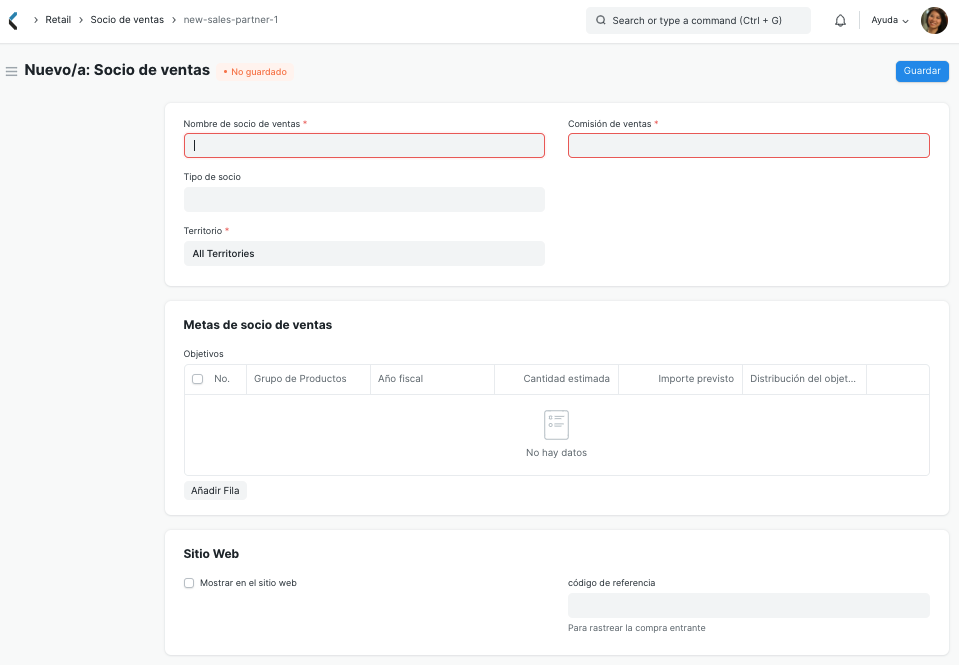 Retail
Socio de ventas
new-sales-partner-1
Search or type a command (Ctrl + G)
Ayuda
Nuevo/a: Socio de ventas
• No guardado
Guardar
Nombre de socio de ventas *
Comisión de ventas *
Tipo de socio
Territorio *
All Territories
Metas de socio de ventas
Objetivos
No.
Grupo de Productos
Año fiscal
Cantidad estimada
Importe previsto
Distribución del objet...
No hay datos
Añadir Fila
Sitio Web
Mostrar en el sitio web
código de referencia
Para rastrear la compra entrante